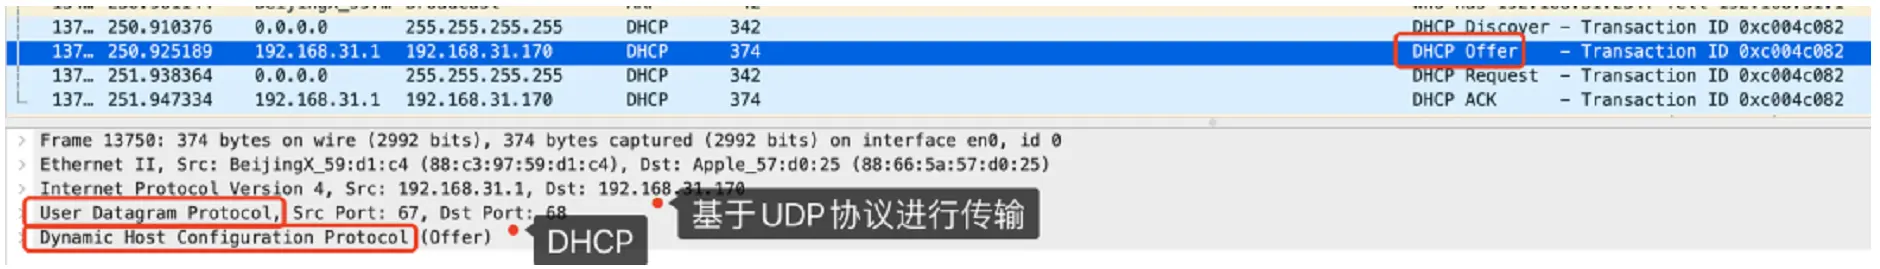 137… 250.910376 0.0.0.0 255.255.255.255 DHCP 342 DHCP Discover - Transaction ID 0xc004c082
137… 250.925189 192.168.31.1 192.168.31.170 DHCP 374 DHCP Offer - Transaction ID 0xc004c082
137… 251.938364 0.0.0.0 255.255.255.255 DHCP 342 DHCP Request - Transaction ID 0xc004c082
137… 251.947334 192.168.31.1 192.168.31.170 DHCP 374 DHCP ACK - Transaction ID 0xc004c082
Frame 13750: 374 bytes on wire (2992 bits), 374 bytes captured (2992 bits) on interface en0, id 0
Ethernet II, Src: BeijingX_59:d1:c4 (88:c3:97:59:d1:c4), Dst: Apple_57:d0:25 (88:66:5a:57:d0:25)
Internet Protocol Version 4, Src: 192.168.31.1, Dst: 192.168.31.170
User Datagram Protocol, Src Port: 67, Dst Port: 68
基于UDP协议进行传输
Dynamic Host Configuration Protocol (Offer)
DHCP